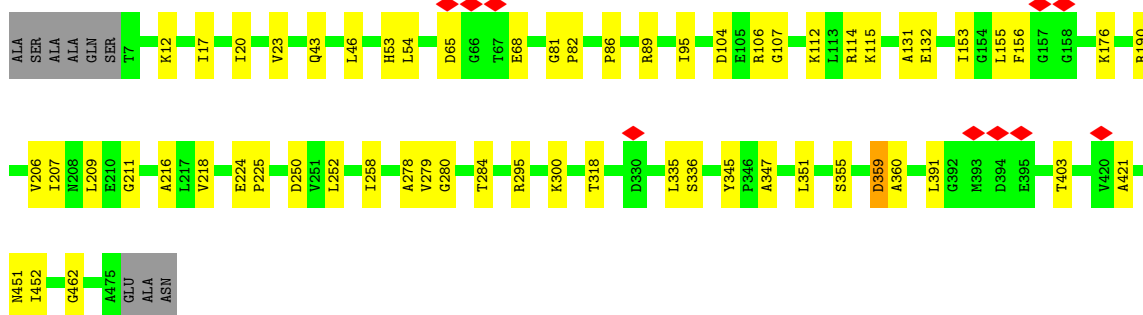 ALA SER ALA ALA GLN SER T7 K12 I17 I20 V23 Q43 L46 H53 L54 D65 G66 T67 E68 G81 P82 P86 R89 I95 D104 E105 R106 G107 K112 L113 R114 K115 A131 E132 I153 G154 L155 F156 G157 G158 K176 R190
V206 I207 N208 L209 E210 G211 A216 L217 V218 E224 P225 D250 V251 L252 I258 A278 V279 G280 T284 R295 K300 T318 D330 L335 S336 Y345 P346 A347 L351 S355 D359 A360 L391 G392 M393 D394 E395 T403 V420 A421
N451 I452 G462 A475 GLU ALA ASN